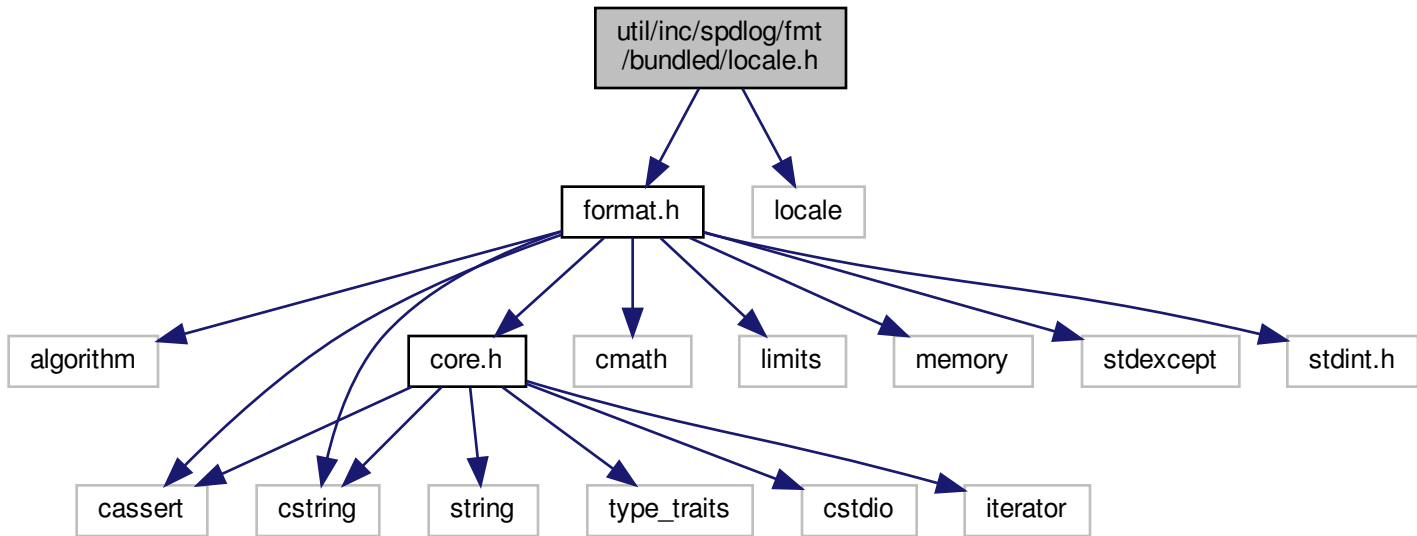 util/inc/spdlog/fmt
/bundled/locale.h
format.h
locale
algorithm
core.h
cmath
limits
memory
stdexcept
stdint.h
cassert
cstring
string
type_traits
cstdio
iterator